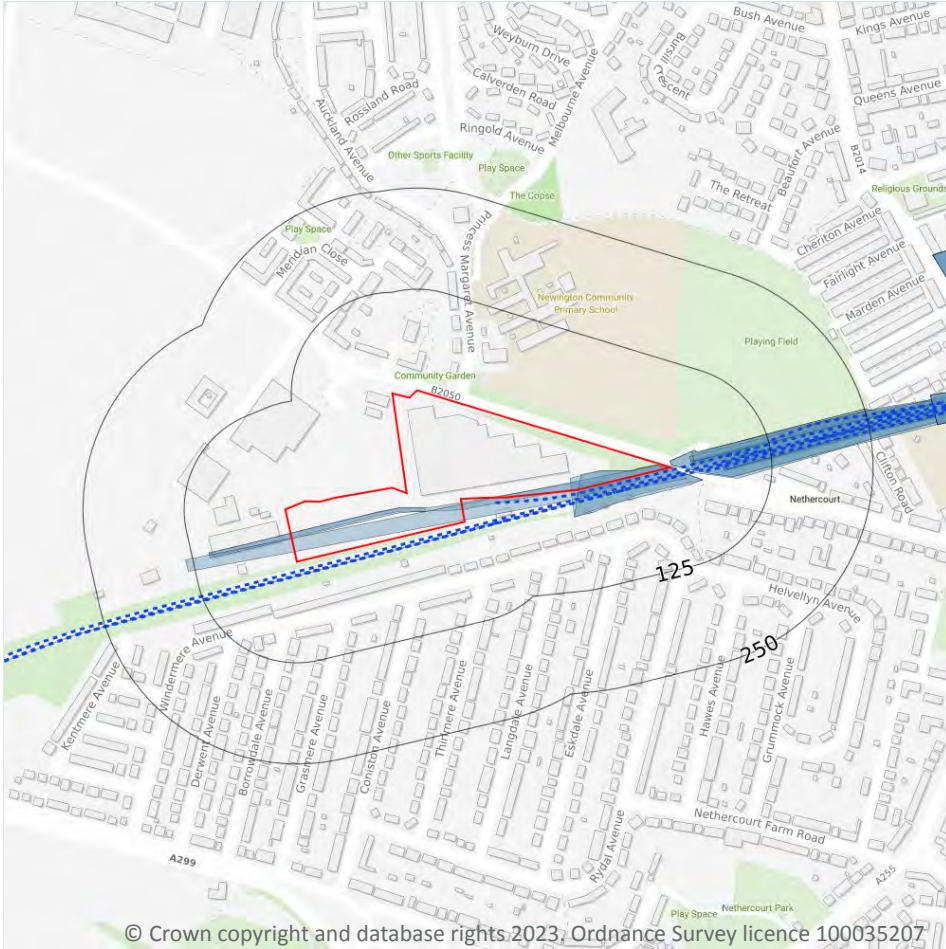 Bush Avenue
Kings Avenue
Weyburn Drive
Bursill
Crescent
Melbourne Avenue
Calverden Road
Queens Avenue
Auckland Avenue
Rossland Road
Ringold Avenue
Beaufort Avenue
B2014
Other Sports Facility
Play Space
The Copse
The Retreat
Religious Grounds
Play Space
Meridian Close
Princess Margaret Avenue
Cheriton Avenue
Fairlight Avenue
Marden Avenue
Newington Community
Primary School
Playing Field
Community Garden
B2050
Nethercourt
Clifton Road
125
Helvellyn Avenue
250
Windermere Avenue
Kentmere Avenue
Derwent Avenue
Borrowdale Avenue
Grasmere Avenue
Coniston Avenue
Thirlmere Avenue
Langdale Avenue
Eskdale Avenue
Hawes Avenue
Grummock Avenue
Nethercourt Farm Road
Rydal Avenue
A299
A255
Nethercourt Park
Play Space
© Crown copyright and database rights 2023. Ordnance Survey licence 100035207